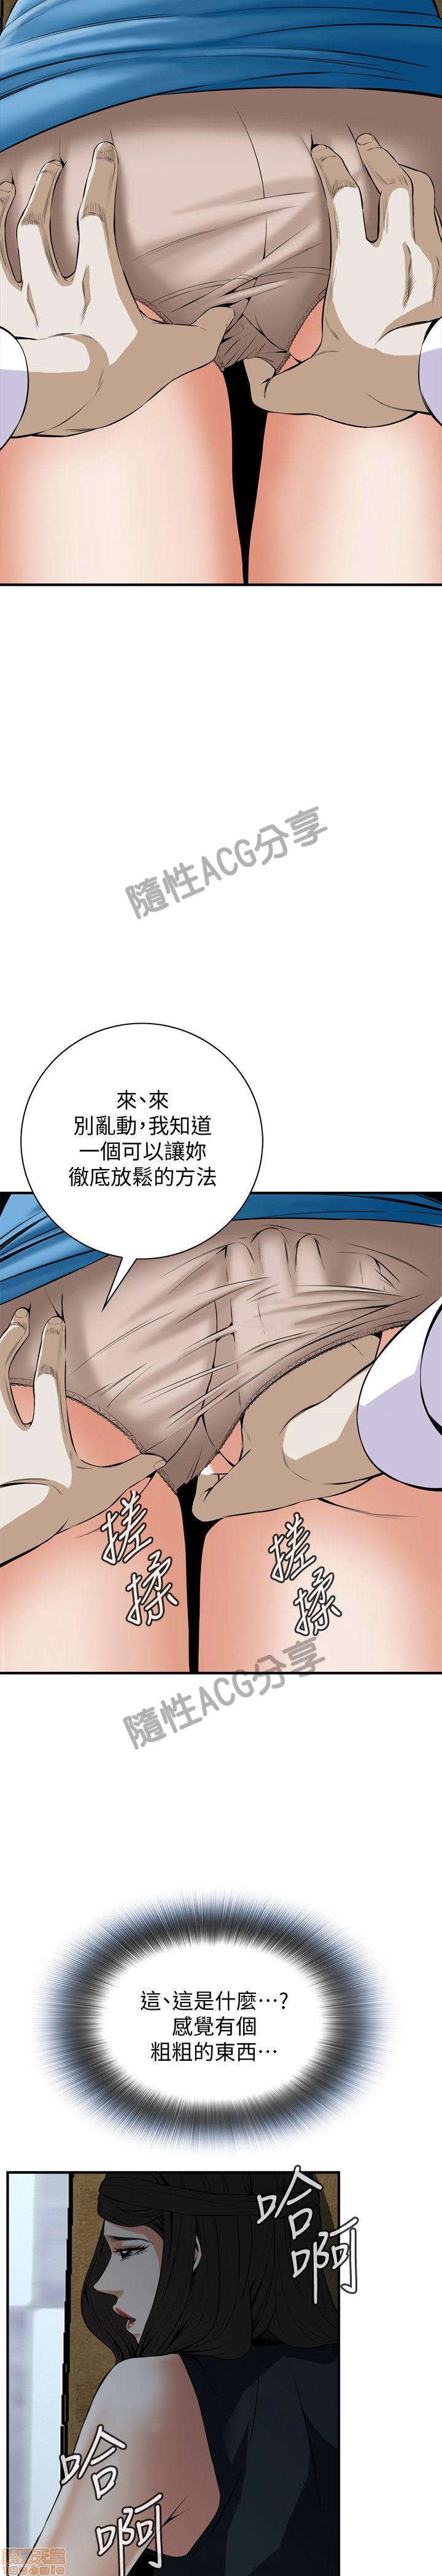 隨性ACG分享
來、來
別亂動，我知道
一個可以讓妳
徹底放鬆的方法
搓揉
搓揉
隨性ACG分享
這、這是什麼…?
感覺有個
粗粗的東西…
哈啊
哈啊